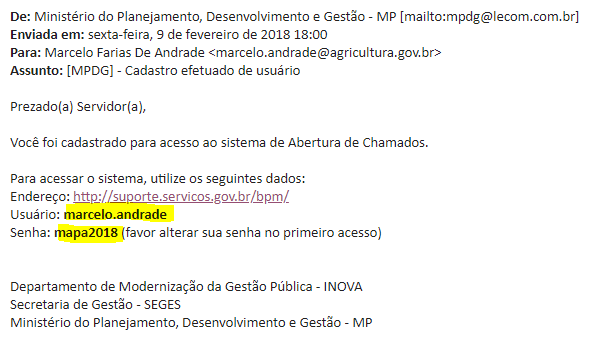 De: Ministério do Planejamento, Desenvolvimento e Gestão - MP [mailto:mpdg@lecom.com.br]
Enviada em: sexta-feira, 9 de fevereiro de 2018 18:00
Para: Marcelo Farias De Andrade <marcelo.andrade@agricultura.gov.br>
Assunto: [MPDG] - Cadastro efetuado de usuário
Prezado(a) Servidor(a),
Você foi cadastrado para acesso ao sistema de Abertura de Chamados.
Para acessar o sistema, utilize os seguintes dados:
Endereço: http://suporte.servicos.gov.br/bpm/
Usuário: marcelo.andrade
Senha: mapa2018 (favor alterar sua senha no primeiro acesso)
Departamento de Modernização da Gestão Pública - INOVA
Secretaria de Gestão - SEGES
Ministério do Planejamento, Desenvolvimento e Gestão - MP